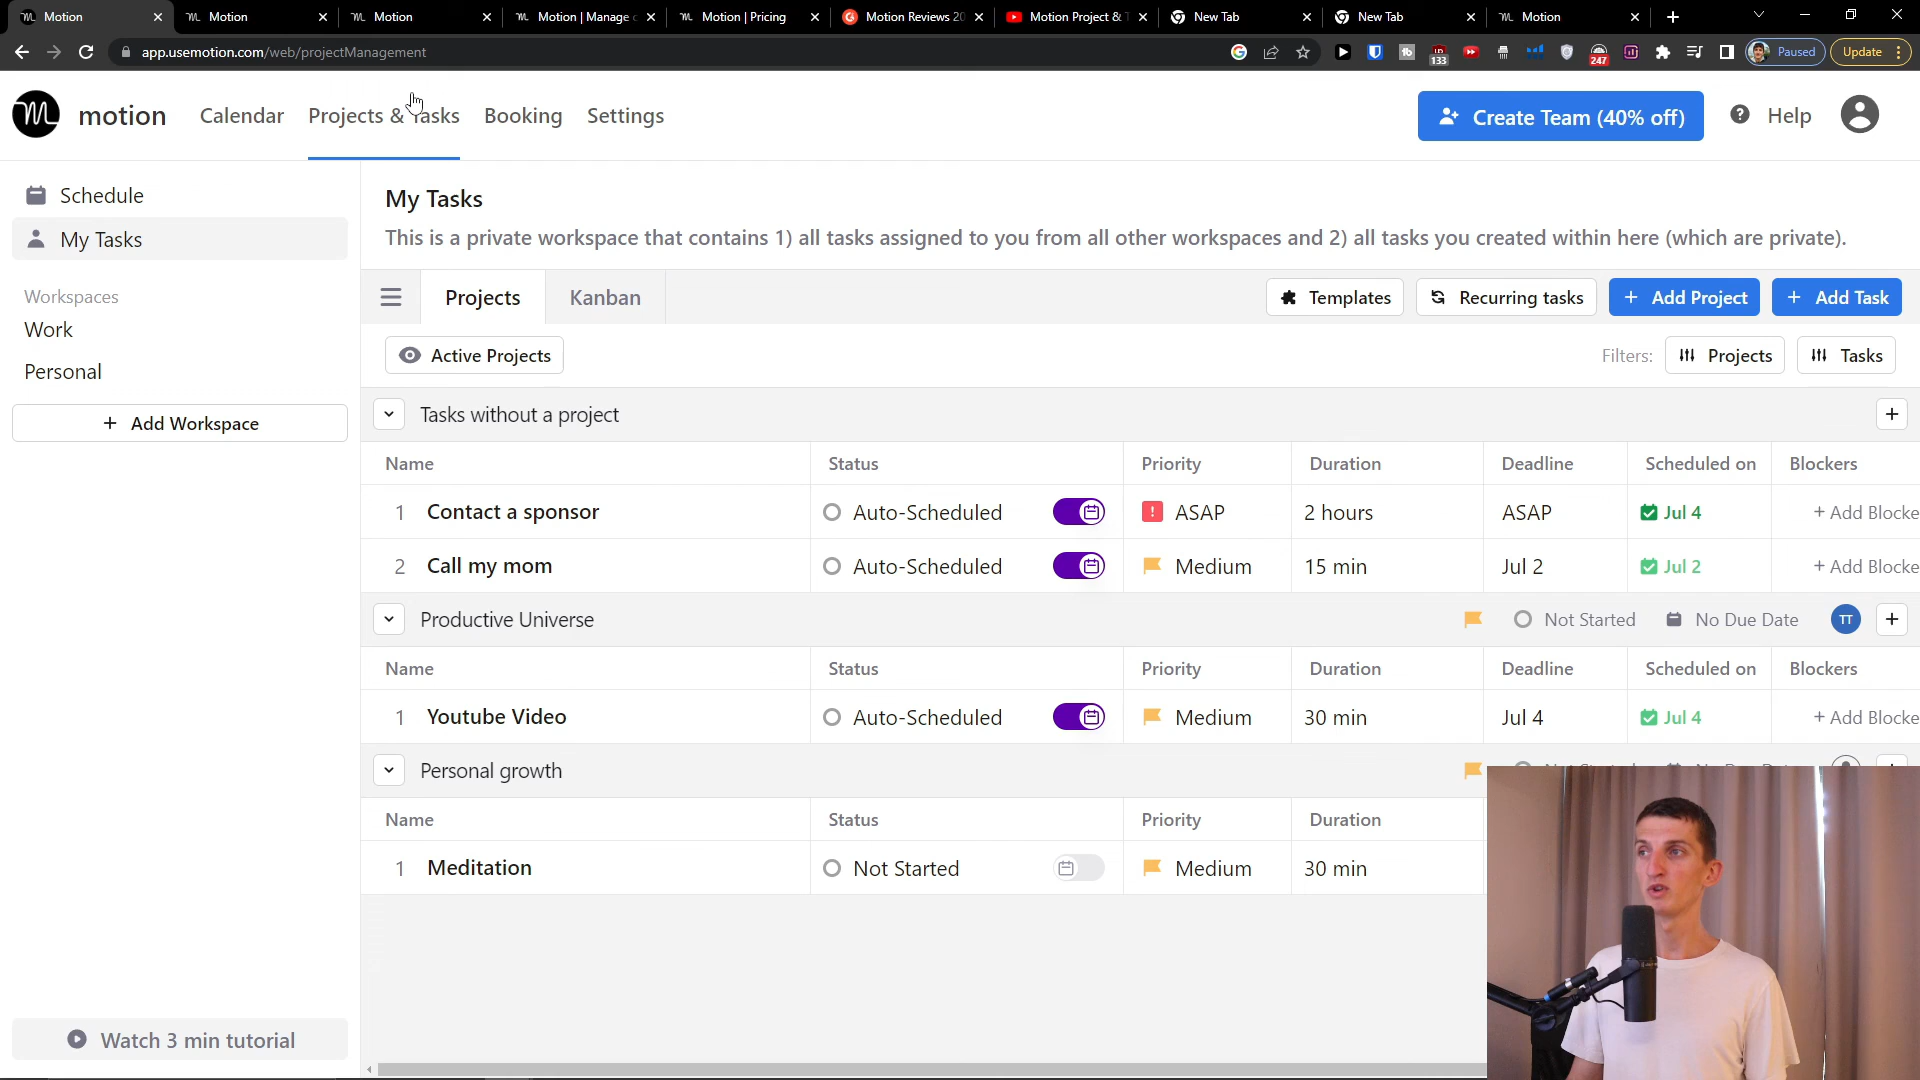 Motion
Motion
Motion
Motion | Manage
Motion | Pricing
Motion Reviews 20
Motion Project &
New Tab
New Tab
Motion
app.usemotion.com/web/projectManagement
133
247
Paused
Update
motion
Calendar
Projects & Tasks
Booking
Settings
Create Team (40% off)
Help
Schedule
My Tasks
Workspaces
Work
Personal
+ Add Workspace
Watch 3 min tutorial
My Tasks
This is a private workspace that contains 1) all tasks assigned to you from all other workspaces and 2) all tasks you created within here (which are private).
Projects
Kanban
Templates
Recurring tasks
+ Add Project
+ Add Task
Active Projects
Filters:
Projects
Tasks
Tasks without a project
Name Status Priority Duration Deadline Scheduled on Blockers
1 Contact a sponsor Auto-Scheduled ! ASAP 2 hours ASAP Jul 4 + Add Blocke
2 Call my mom Auto-Scheduled Medium 15 min Jul 2 Jul 2 + Add Blocke
Productive Universe Not Started No Due Date TT
Name Status Priority Duration Deadline Scheduled on Blockers
1 Youtube Video Auto-Scheduled Medium 30 min Jul 4 Jul 4 + Add Blocke
Personal growth
Name Status Priority Duration
1 Meditation Not Started Medium 30 min